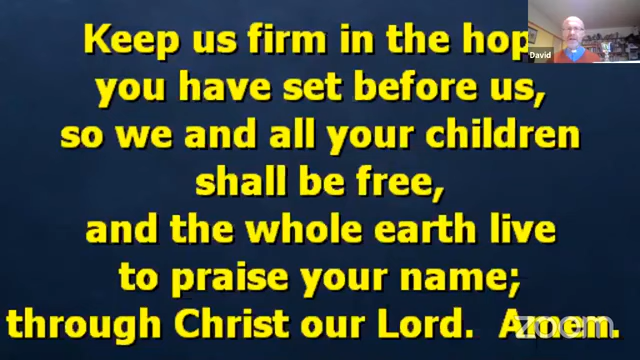 Keep us firm in the hop
you have set before us,
so we and all your children
shall be free,
and the whole earth live
to praise your name;
through Christ our Lord. Amen.
David
zoom